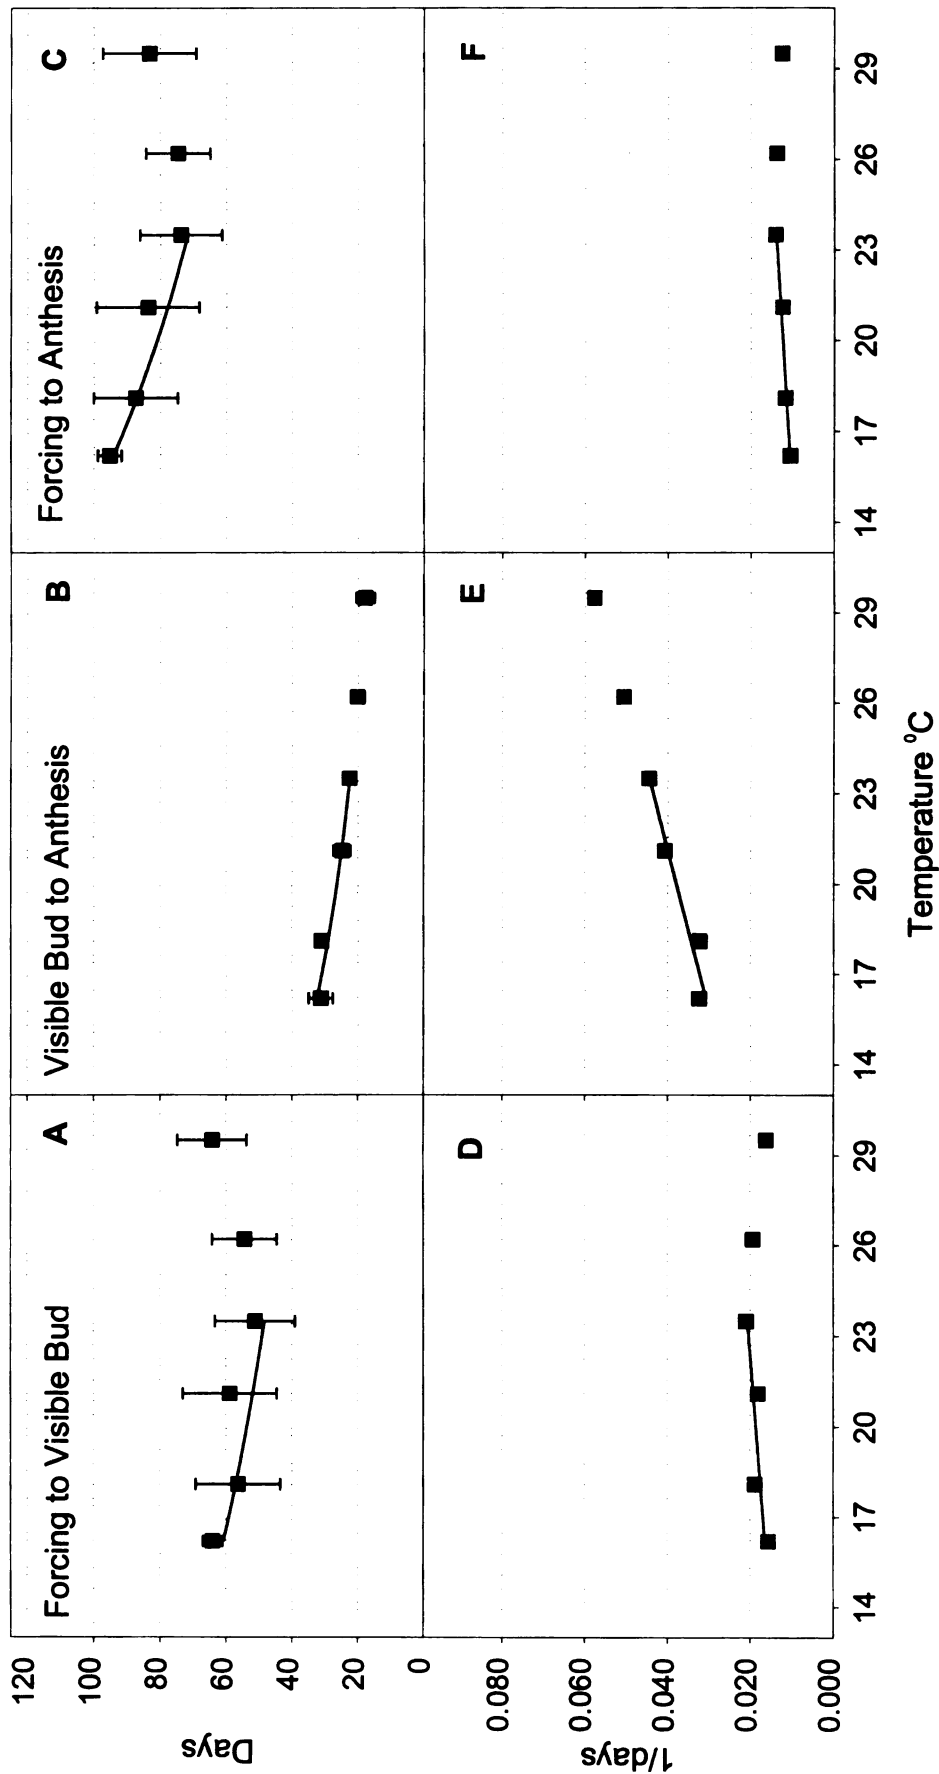 Forcing to Visible Bud
A
Visible Bud to Anthesis
B
Forcing to Anthesis
C
120
100
80
60
40
20
0
Days
D
E
F
0.080
0.060
0.040
0.020
0.000
1/days
14 17 20 23 26 29
14 17 20 23 26 29
14 17 20 23 26 29
Temperature °C